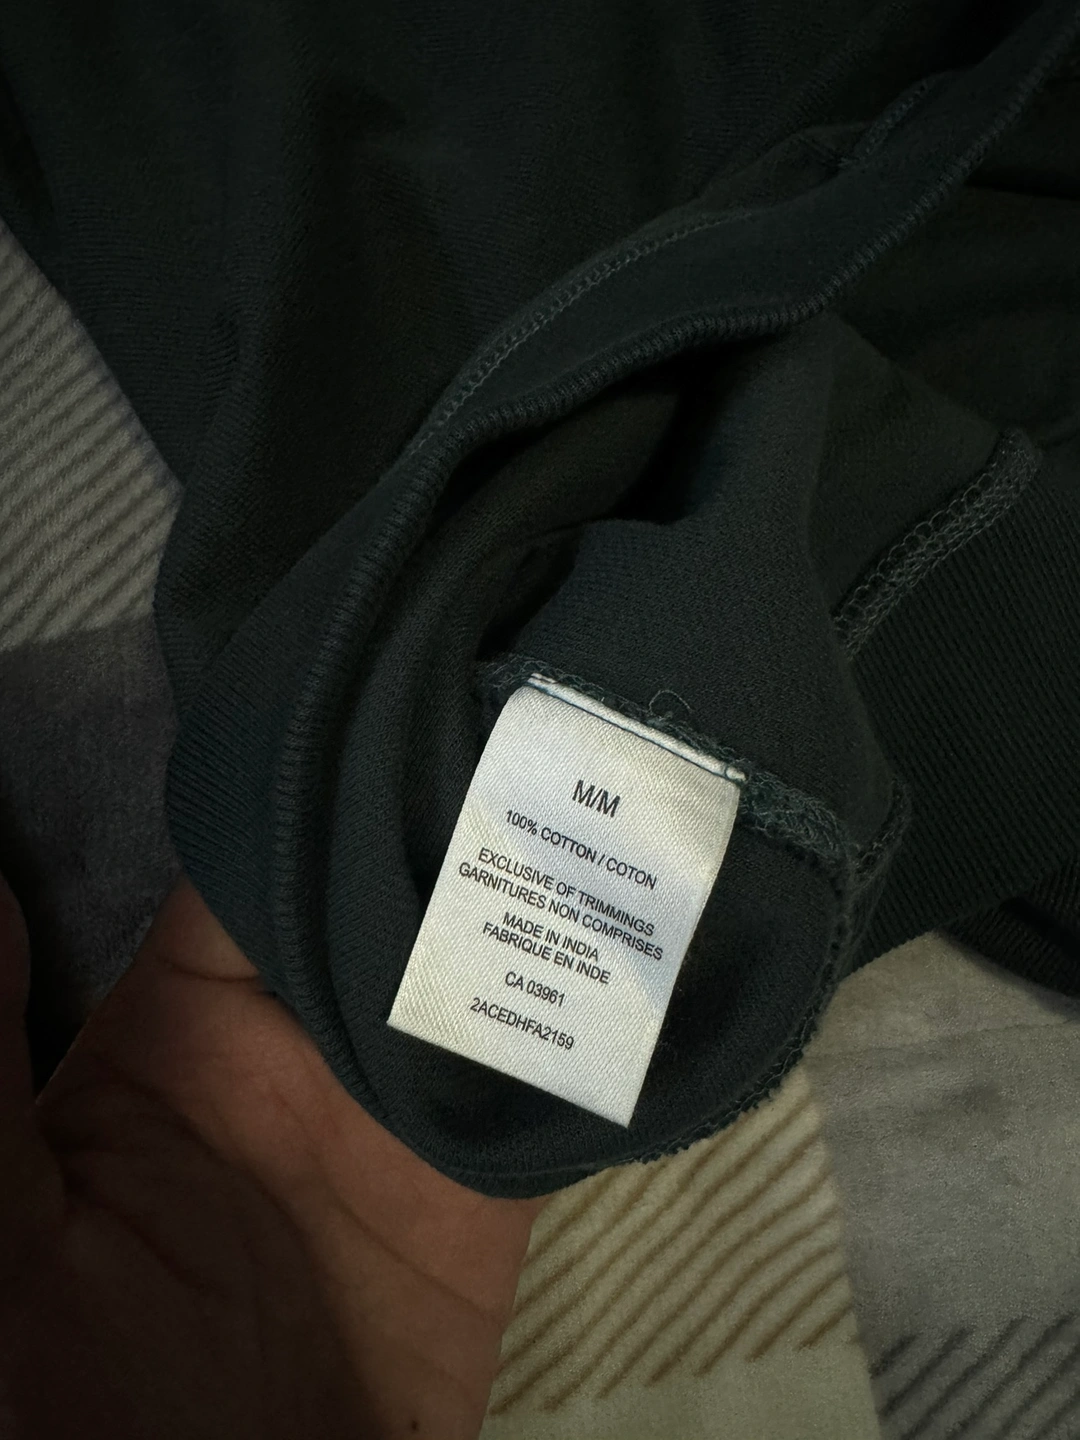 M/M
100% COTTON / COTON
EXCLUSIVE OF TRIMMINGS
GARNITURES NON COMPRISES
MADE IN INDIA
FABRIQUE EN INDE
CA 03961
2ACEDHFA2159